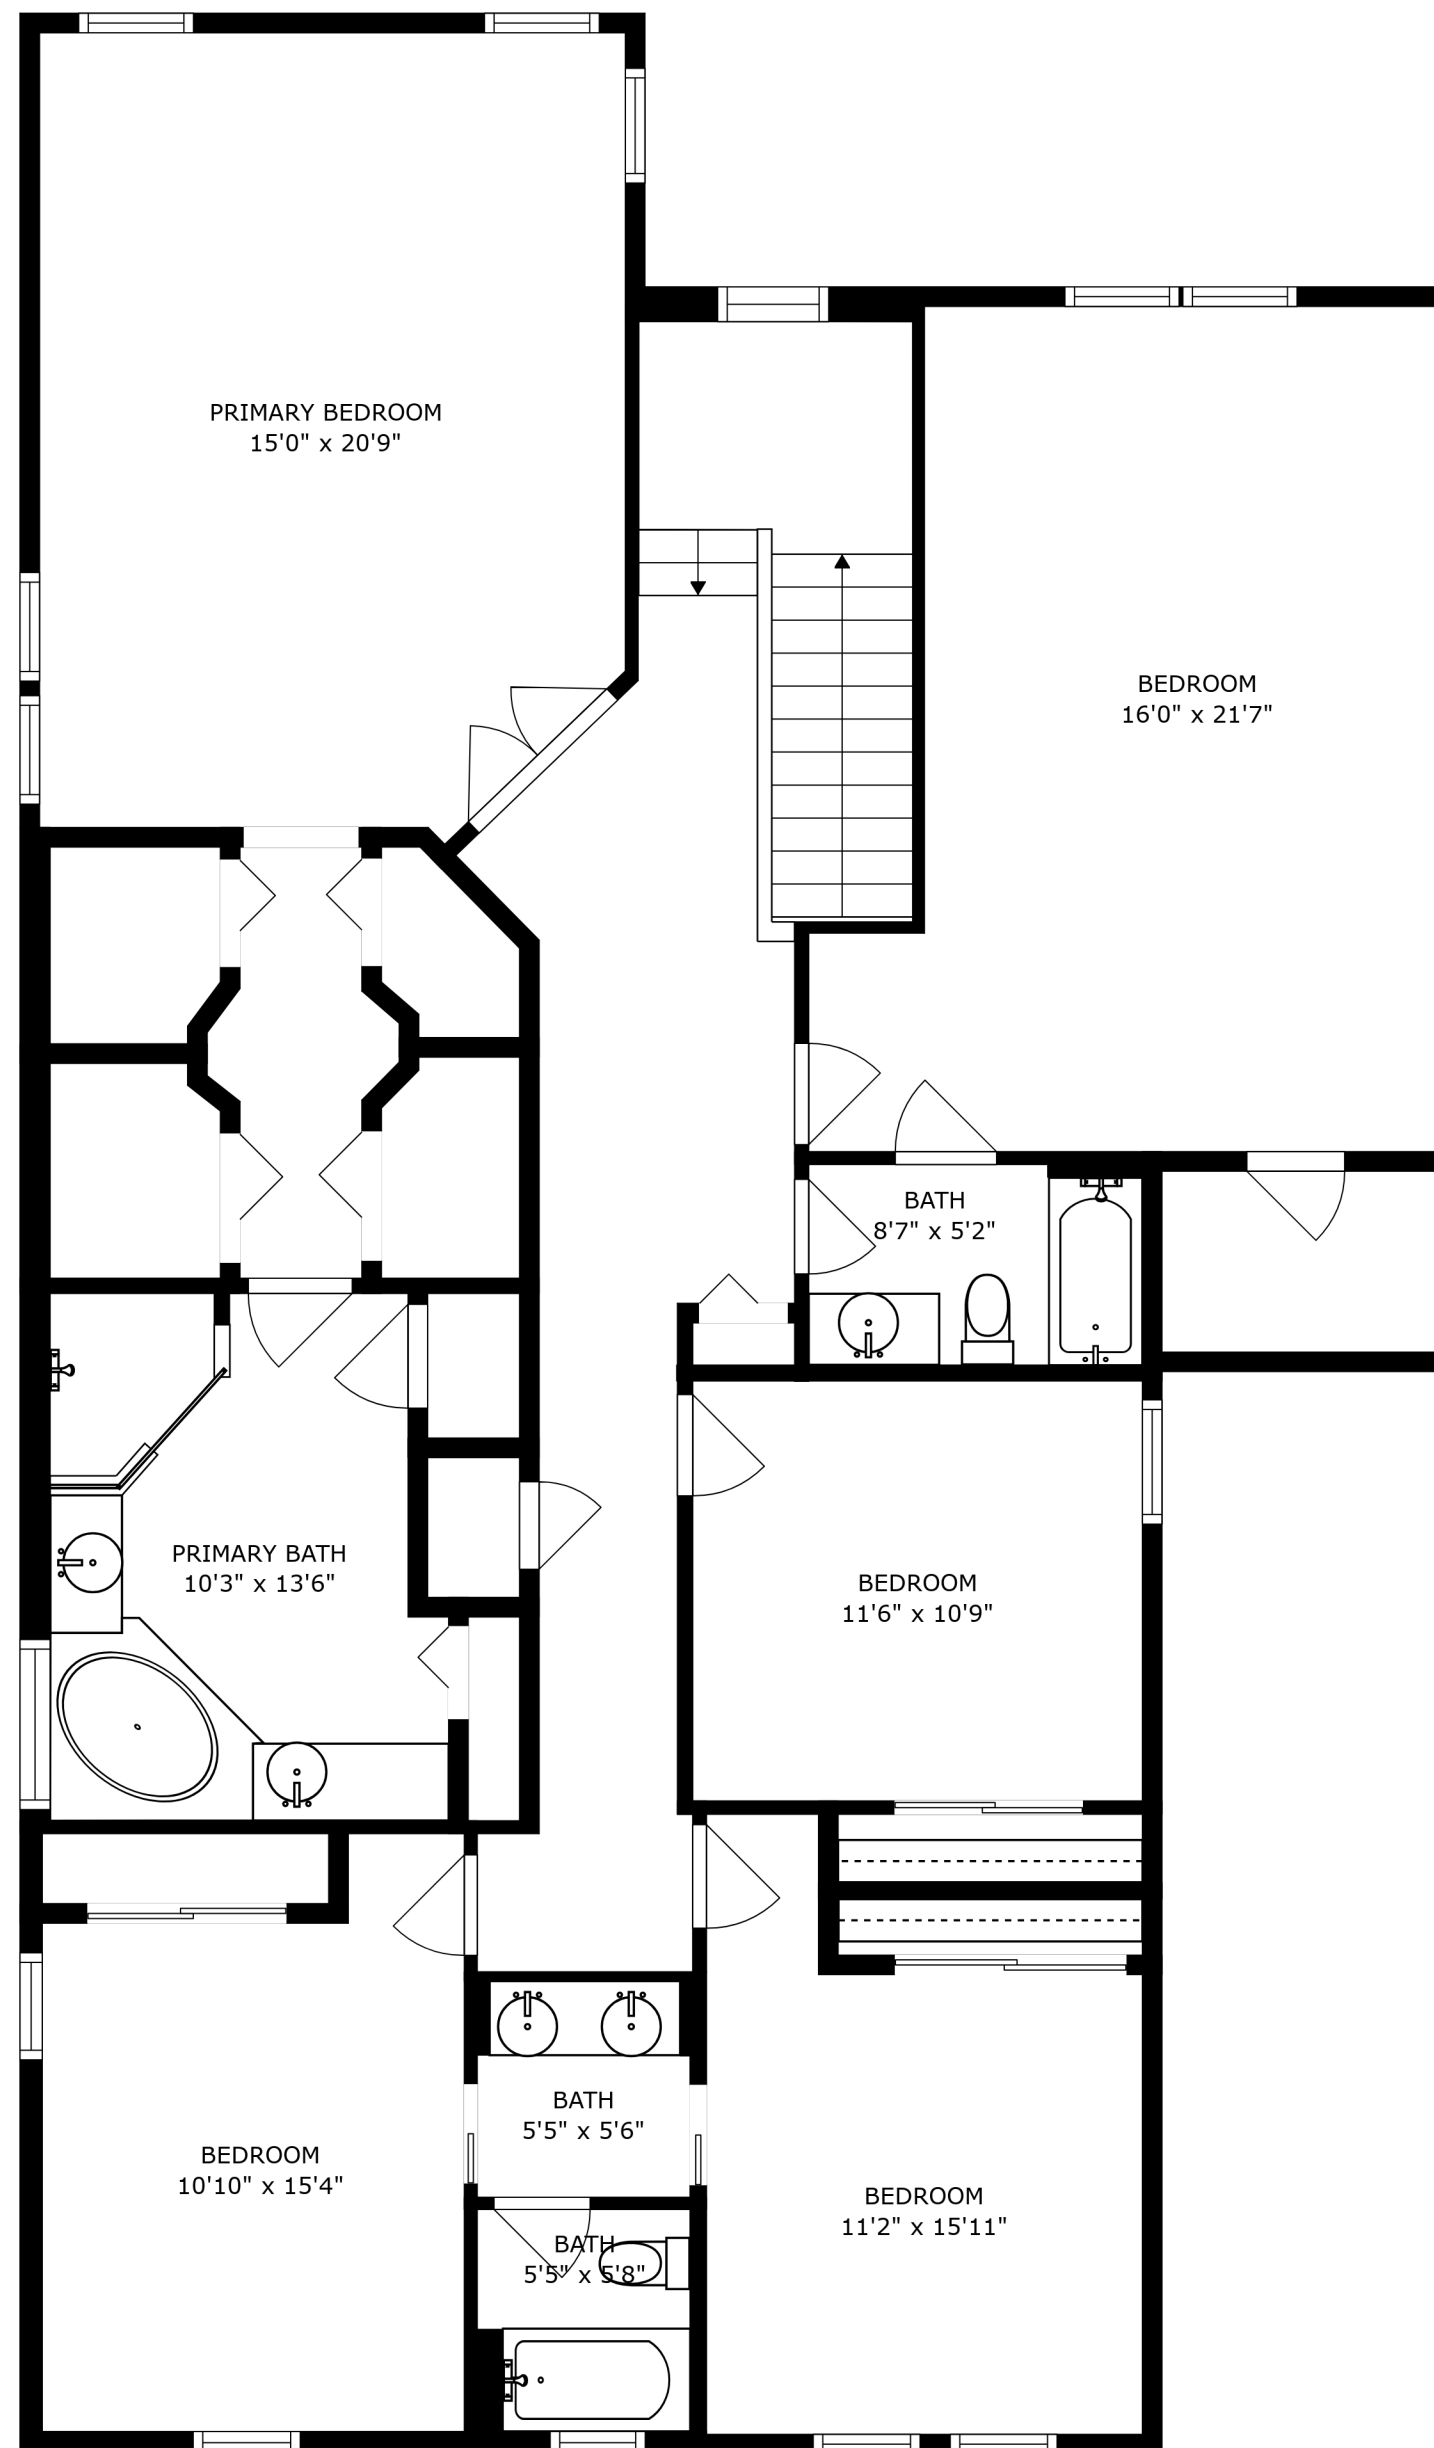 PRIMARY BEDROOM
15'0" x 20'9"
BEDROOM
16'0" x 21'7"
BATH
8'7" x 5'2"
PRIMARY BATH
10'3" x 13'6"
BEDROOM
11'6" x 10'9"
BATH
5'5" x 5'6"
BEDROOM
10'10" x 15'4"
BEDROOM
11'2" x 15'11"
BATH
5'5" x 5'8"